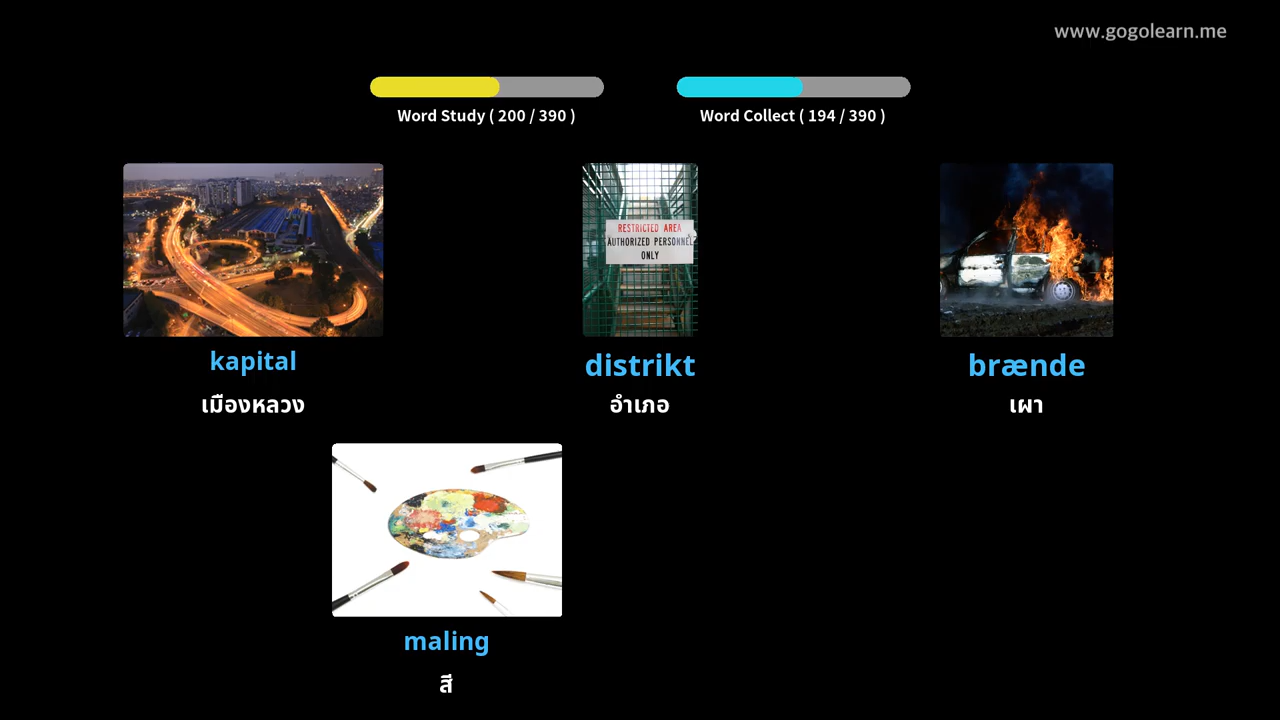 www.gogolearn.me
Word Study ( 200 / 390 )
Word Collect ( 194 / 390 )
RESTRICTED AREA
AUTHORIZED PERSONNEL
ONLY
kapital
distrikt
brænde
เมืองหลวง
อำเภอ
เผา
maling
สี